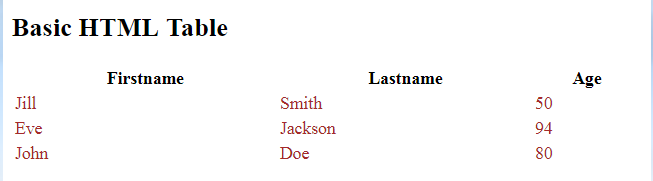 Basic HTML Table
Firstname Lastname Age
Jill Smith 50
Eve Jackson 94
John Doe 80